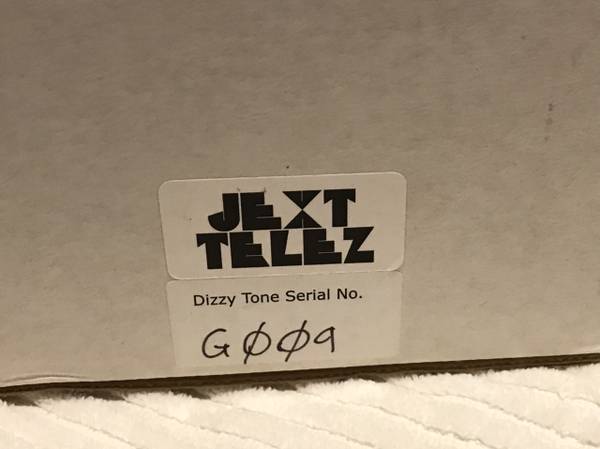 JEXT
TELEZ
Dizzy Tone Serial No.
GØØ9